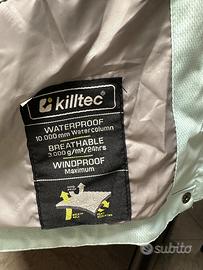 killtec
WATERPROOF
10.000 mm Watercolumn
BREATHABLE
3.000 g/m²/24hrs
WINDPROOF
Maximum
subito